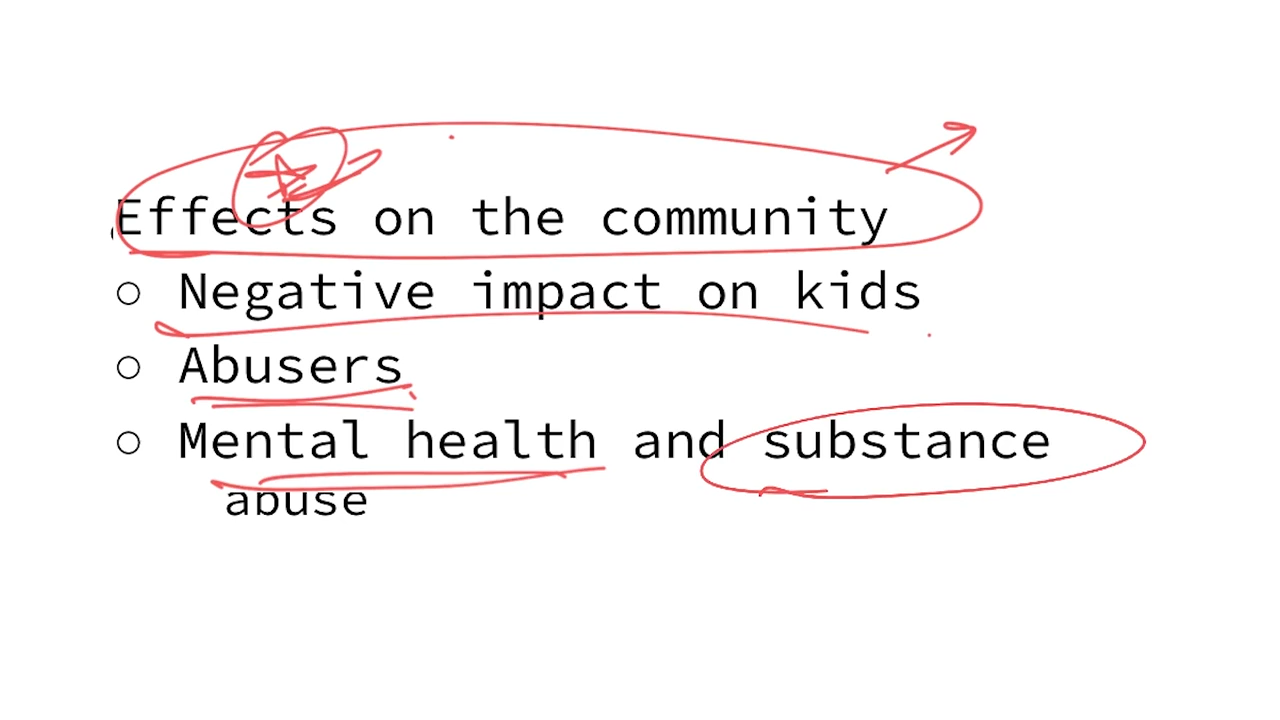 Effects on the community
○ Negative impact on kids
○ Abusers
○ Mental health and substance
abuse